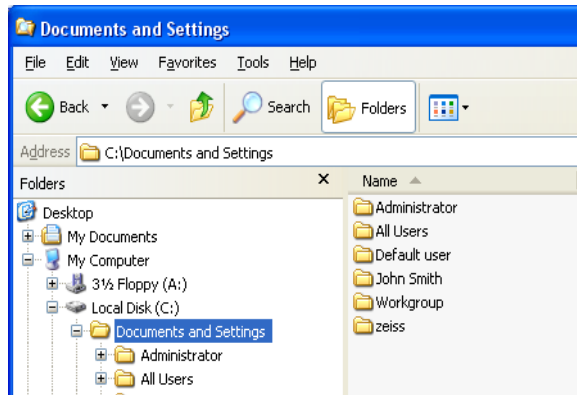 Documents and Settings
File Edit View Favorites Tools Help
Back Search Folders
Address C:\Documents and Settings
Folders X
Desktop
My Documents
My Computer
3½ Floppy (A:)
Local Disk (C:)
Documents and Settings
Administrator
All Users
Name
Administrator
All Users
Default user
John Smith
Workgroup
zeiss